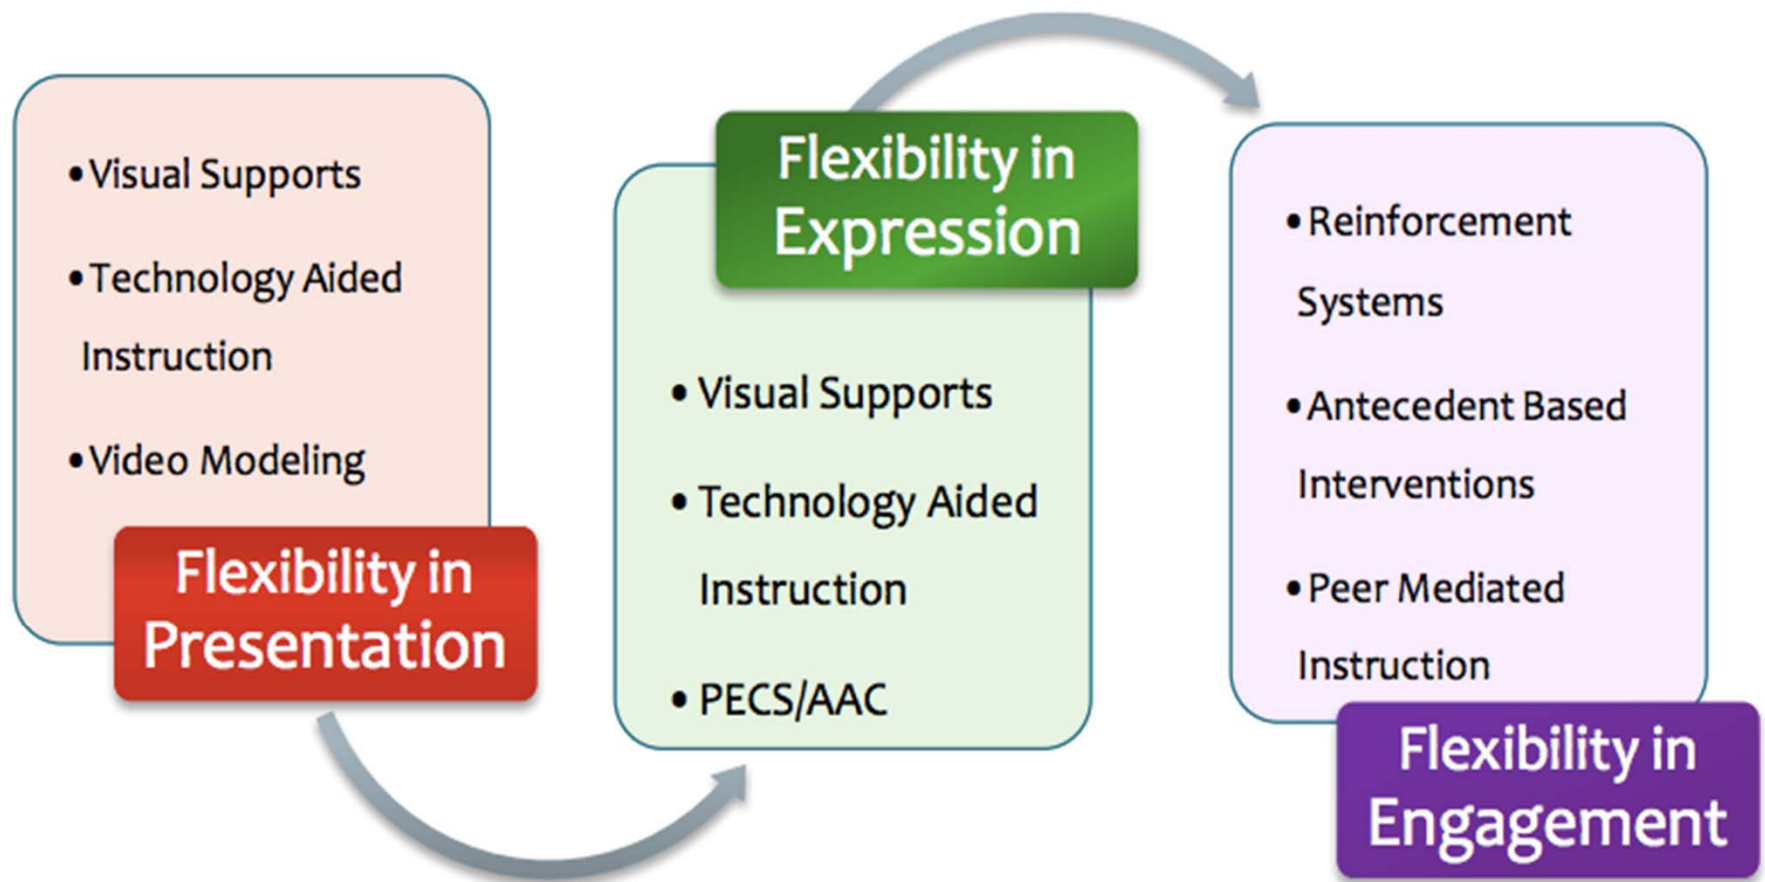 •Visual Supports
•Technology Aided
Instruction
•Video Modeling
Flexibility in
Presentation
Flexibility in
Expression
• Visual Supports
• Technology Aided
Instruction
• PECS/AAC
•Reinforcement
Systems
•Antecedent Based
Interventions
•Peer Mediated
Instruction
Flexibility in
Engagement